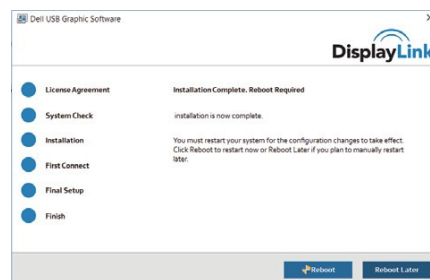 Dell USB Graphic Software
DisplayLink
License Agreement
System Check
Installation
First Connect
Final Setup
Finish
Installation Complete. Reboot Required
installation is now complete.
You must restart your system for the configuration changes to take effect.
Click Reboot to restart now or Reboot Later if you plan to manually restart
later.
Reboot
Reboot Later